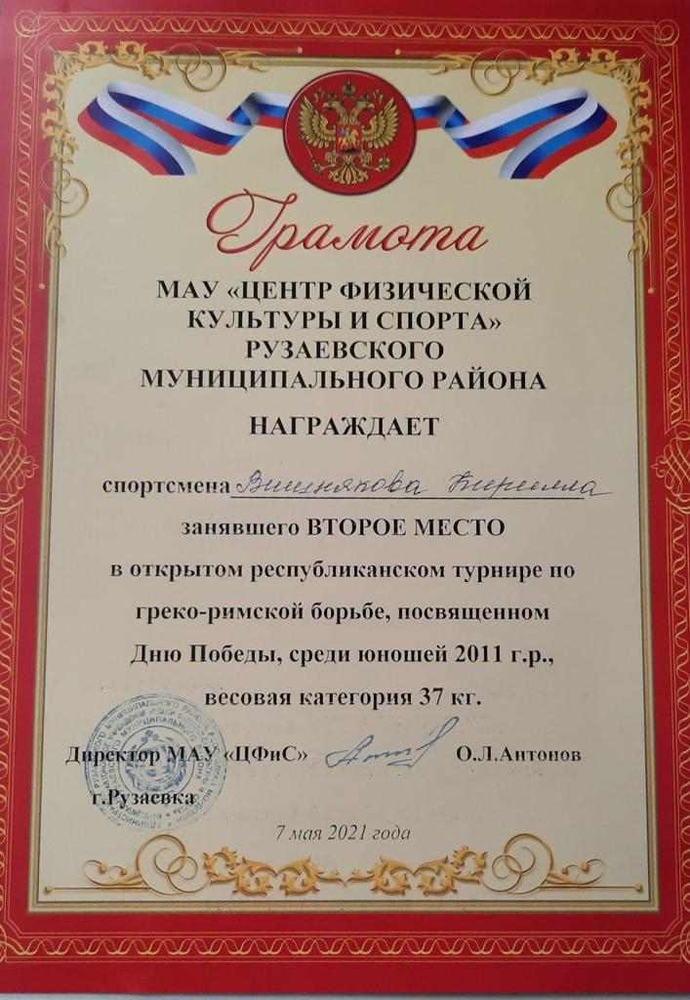 Грамота
МАУ «ЦЕНТР ФИЗИЧЕСКОЙ
КУЛЬТУРЫ И СПОРТА»
РУЗАЕВСКОГО
МУНИЦИПАЛЬНОГО РАЙОНА
НАГРАЖДАЕТ
спортсмена Вишнякова Кирилла
занявшего ВТОРОЕ МЕСТО
в открытом республиканском турнире по
греко-римской борьбе, посвященном
Дню Победы, среди юношей 2011 г.р.,
весовая категория 37 кг.
Директор МАУ «ЦФиС» О.Л.Антонов
г.Рузаевка
7 мая 2021 года